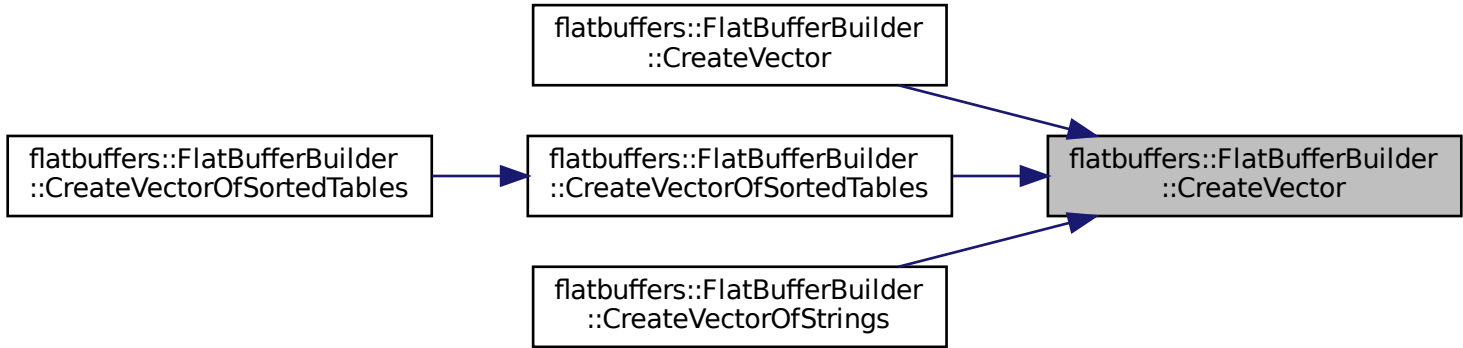 flatbuffers::FlatBufferBuilder
::CreateVector
flatbuffers::FlatBufferBuilder
::CreateVectorOfSortedTables
flatbuffers::FlatBufferBuilder
::CreateVectorOfSortedTables
flatbuffers::FlatBufferBuilder
::CreateVector
flatbuffers::FlatBufferBuilder
::CreateVectorOfStrings